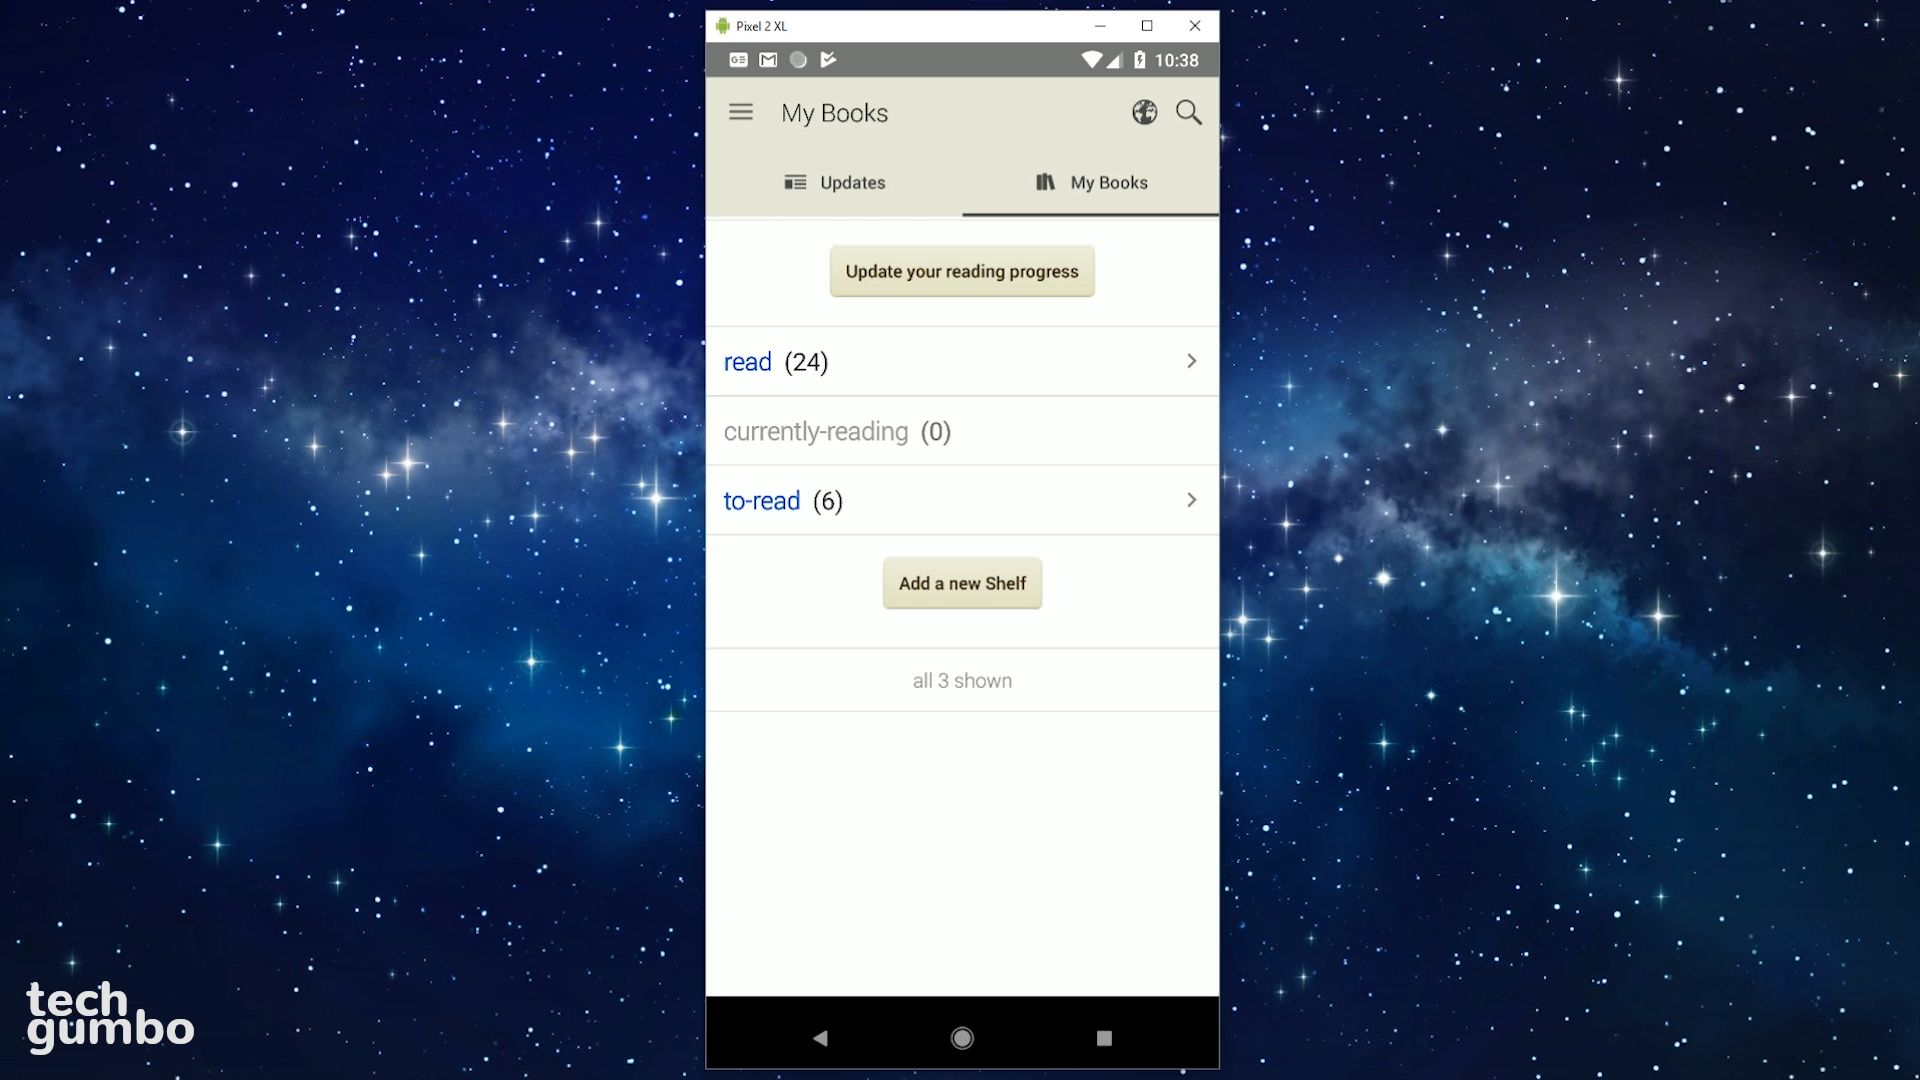 Pixel 2 XL
GE 10:38
My Books
Updates My Books
Update your reading progress
read (24)
currently-reading (0)
to-read (6)
Add a new Shelf
all 3 shown
tech
gumbo